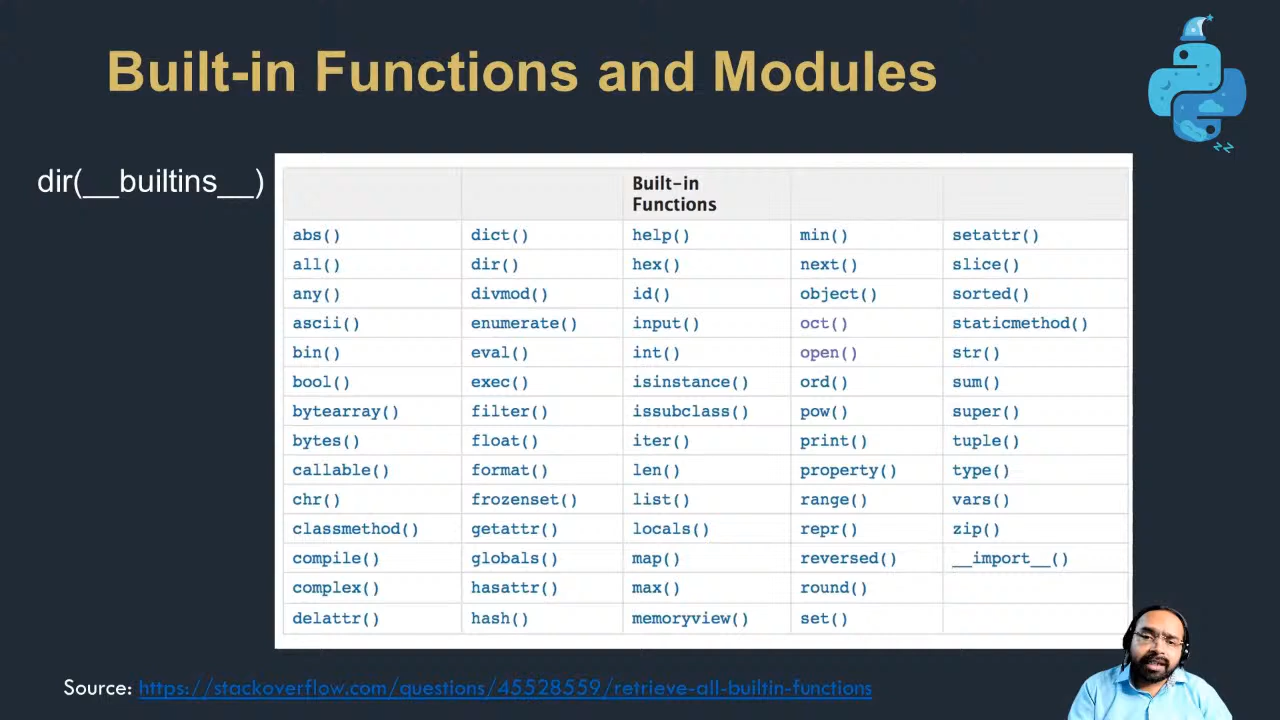 Built-in Functions and Modules
dir(__builtins__)
Built-in
Functions
abs() dict() help() min() setattr()
all() dir() hex() next() slice()
any() divmod() id() object() sorted()
ascii() enumerate() input() oct() staticmethod()
bin() eval() int() open() str()
bool() exec() isinstance() ord() sum()
bytearray() filter() issubclass() pow() super()
bytes() float() iter() print() tuple()
callable() format() len() property() type()
chr() frozenset() list() range() vars()
classmethod() getattr() locals() repr() zip()
compile() globals() map() reversed() __import__()
complex() hasattr() max() round()
delattr() hash() memoryview() set()
Source: https://stackoverflow.com/questions/45528559/retrieve-all-builtin-functions
zz